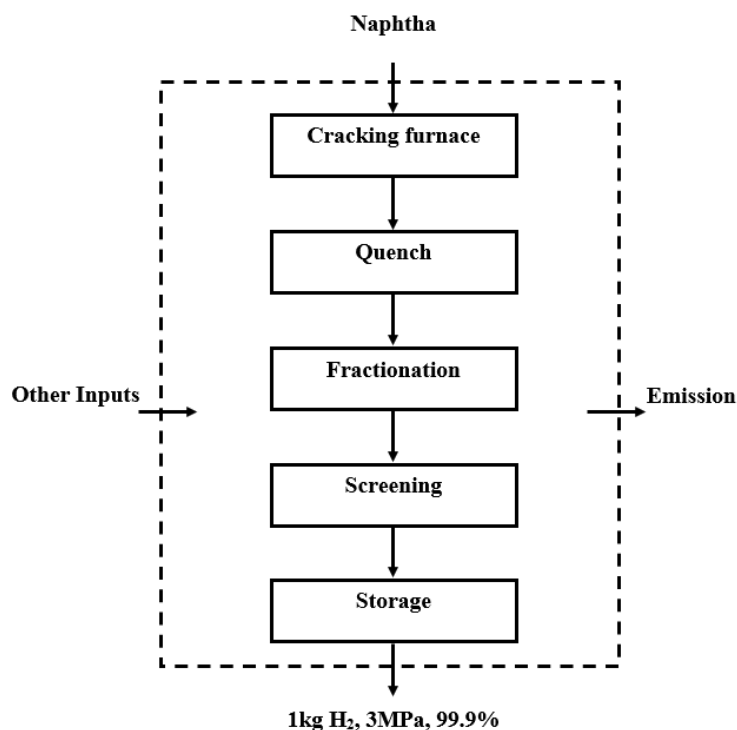 Naphtha
Cracking furnace
Quench
Fractionation
Other Inputs
Emission
Screening
Storage
1kg H₂, 3MPa, 99.9%